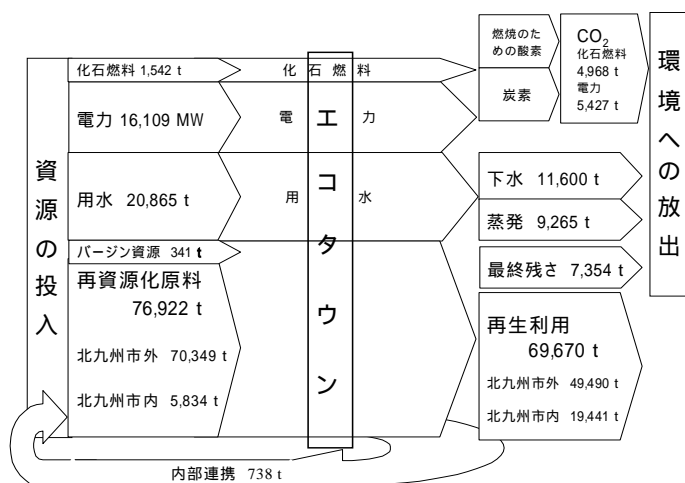 資源の投入
化石燃料 1,542 t
電力 16,109 MW
用水 20,865 t
バージン資源 341 t
再資源化原料
76,922 t
北九州市外 70,349 t
北九州市内 5,834 t
化石燃料
電力
用水
エコタウン
内部連携 738 t
燃焼のた
めの酸素
炭素
CO₂
化石燃料
4,968 t
電力
5,427 t
下水 11,600 t
蒸発 9,265 t
最終残さ 7,354 t
再生利用
69,670 t
北九州市外 49,490 t
北九州市内 19,441 t
環境への放出